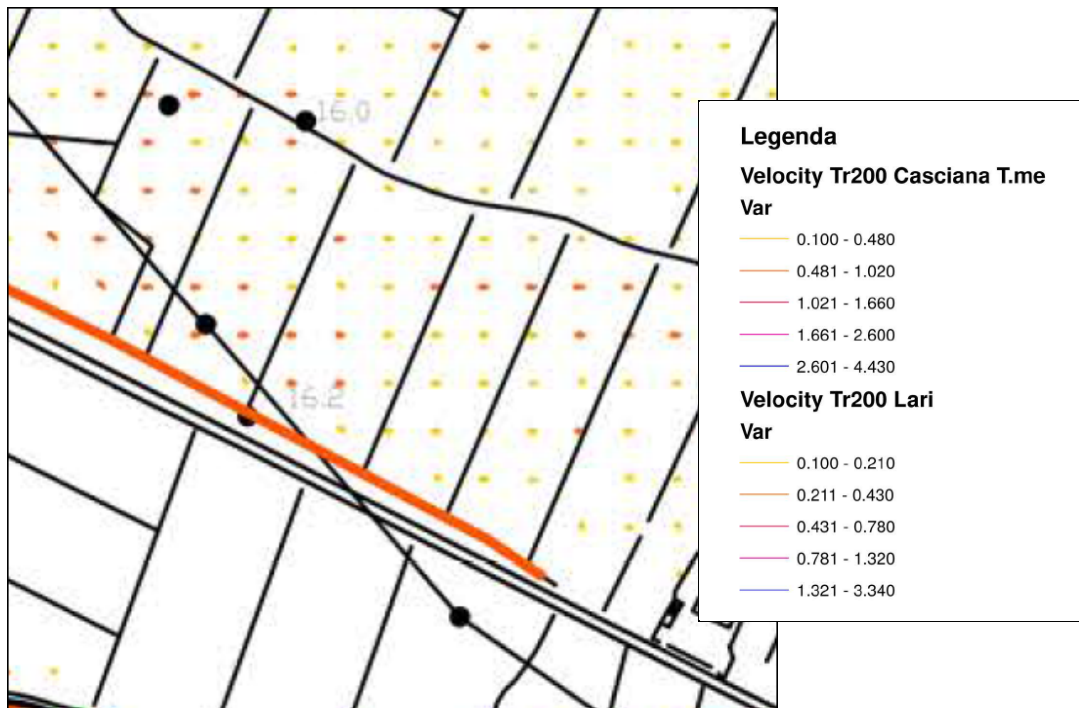 16.0
16.2
Legenda
Velocity Tr200 Casciana T.me
Var
0.100 - 0.480
0.481 - 1.020
1.021 - 1.660
1.661 - 2.600
2.601 - 4.430
Velocity Tr200 Lari
Var
0.100 - 0.210
0.211 - 0.430
0.431 - 0.780
0.781 - 1.320
1.321 - 3.340